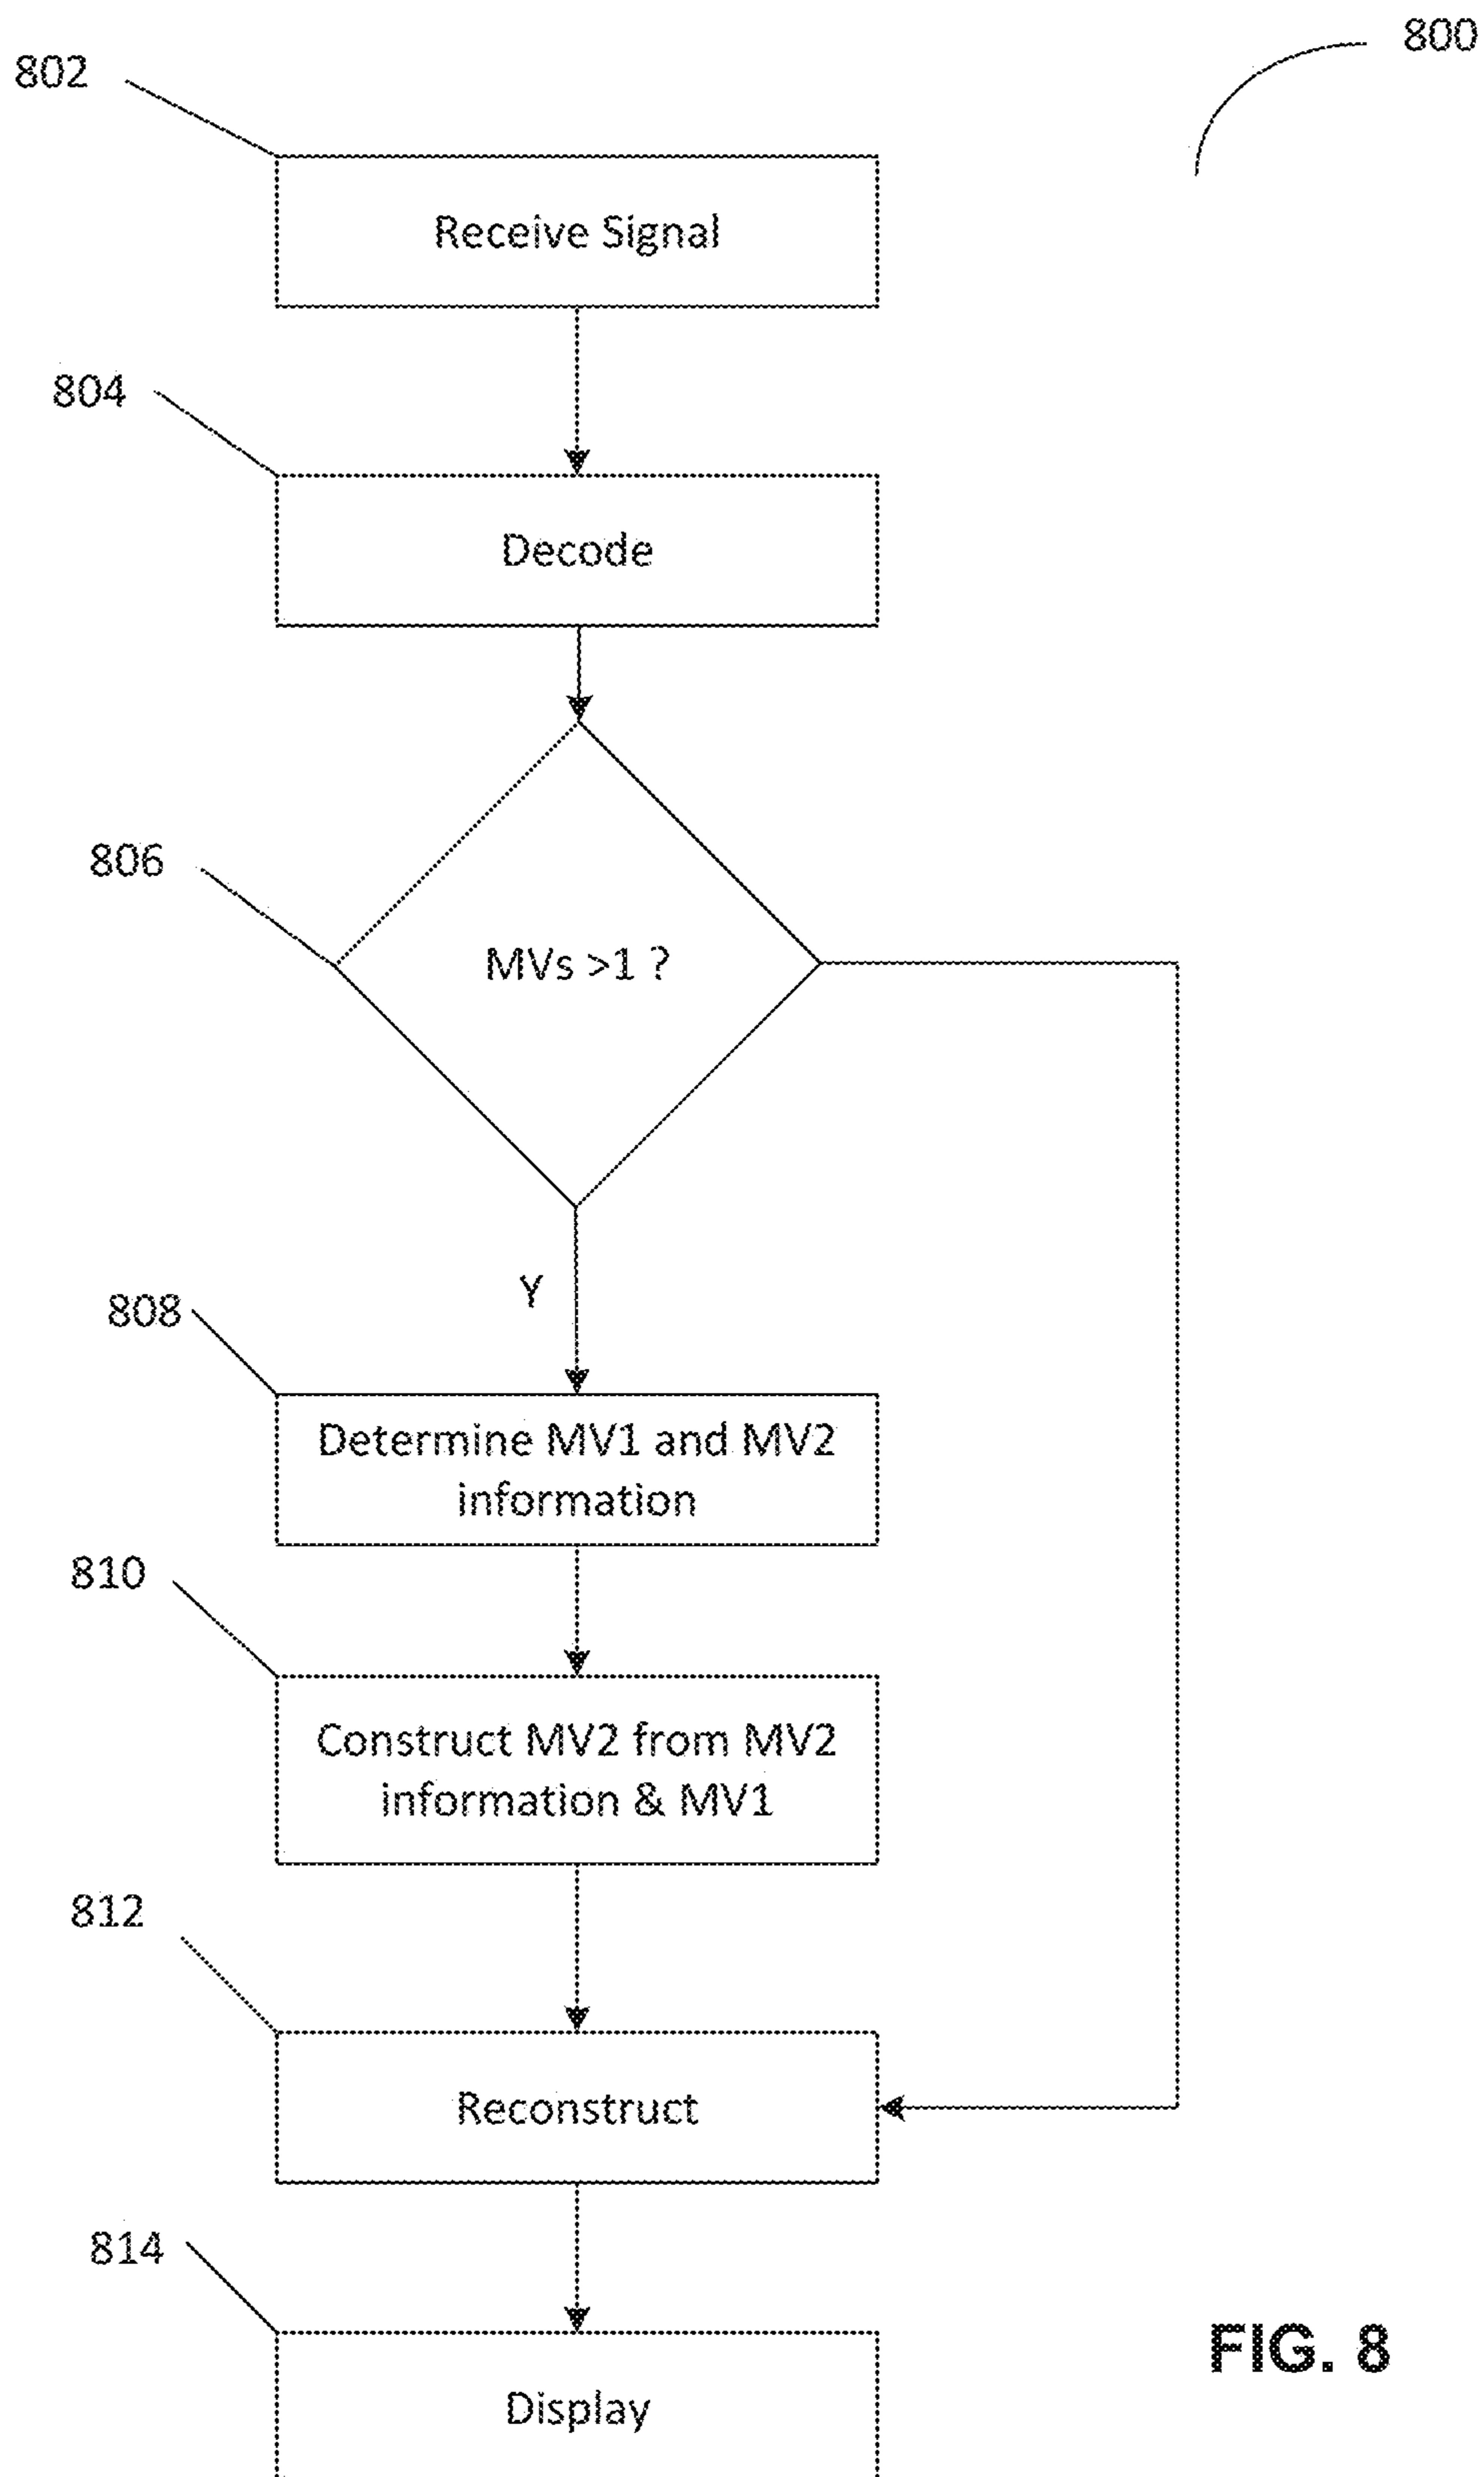 800
802
Receive Signal
804
Decode
806
MVs >1 ?
Y
808
Determine MV1 and MV2
information
810
Construct MV2 from MV2
information & MV1
812
Reconstruct
814
Display
FIG. 8